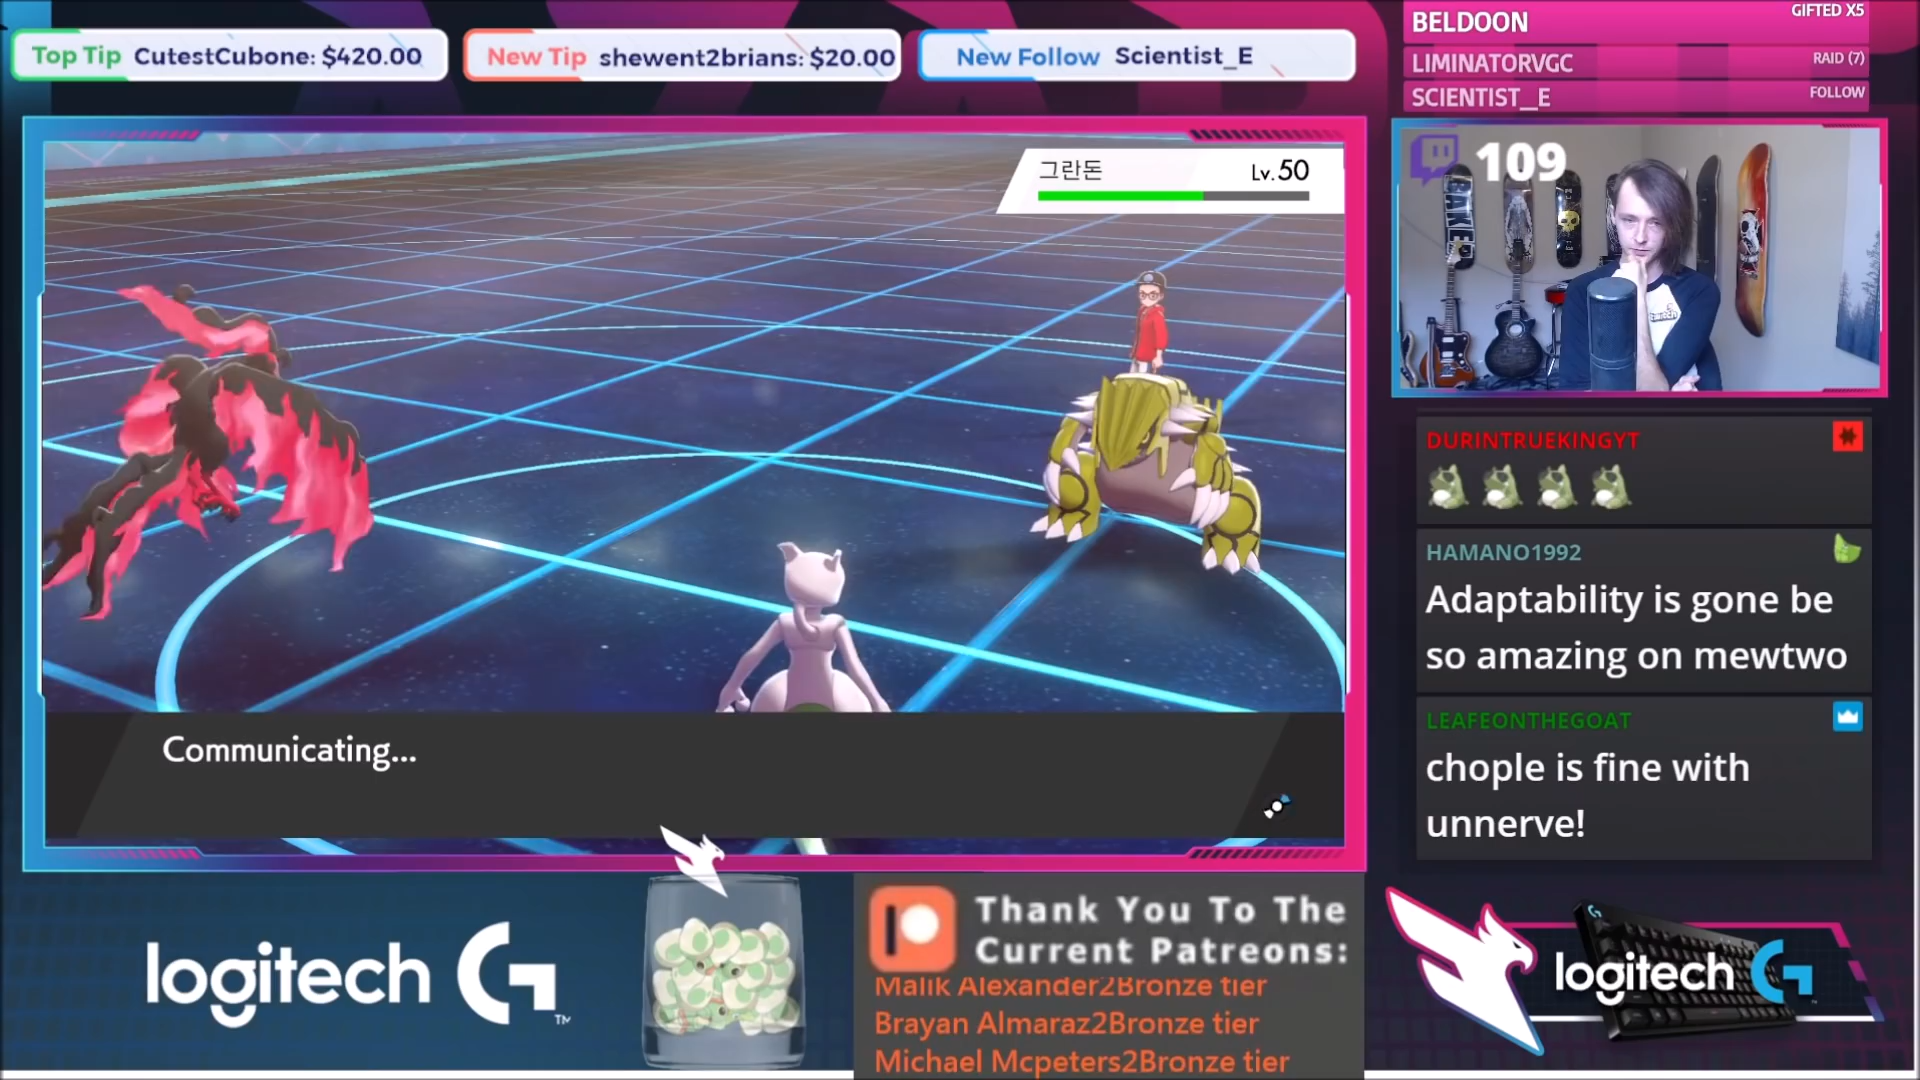 Top Tip CutestCubone: $420.00
New Tip shewent2brians: $20.00
New Follow Scientist_E
BELDOON GIFTED X5
LIMINATORVGC RAID (7)
SCIENTIST_E FOLLOW
그란돈 Lv.50
109
Communicating...
DURINTRUEKINGYT
HAMANO1992
Adaptability is gone be
so amazing on mewtwo
LEAFEONTHEGOAT
chople is fine with
unnerve!
logitech G ™
Thank You To The
Current Patreons:
Malik Alexander2Bronze tier
Brayan Almaraz2Bronze tier
Michael Mcpeters2Bronze tier
logitech G